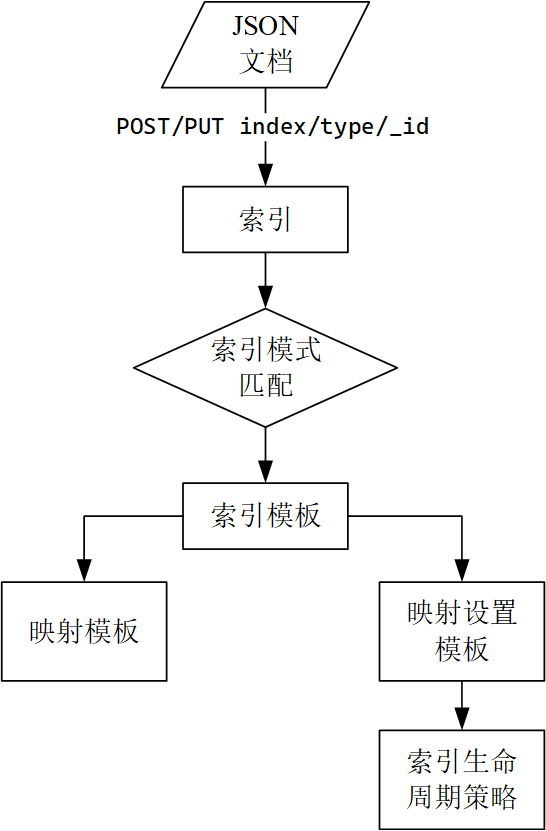 JSON
文档
POST/PUT index/type/_id
索引
索引模式
匹配
索引模板
映射模板
映射设置
模板
索引生命
周期策略